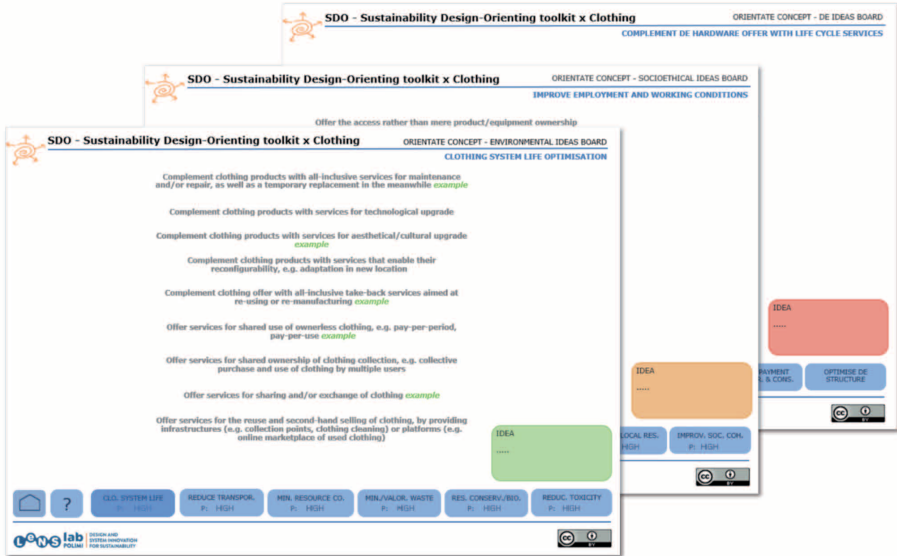 SDO - Sustainability Design-Orienting toolkit x Clothing
ORIENTATE CONCEPT - DE IDEAS BOARD
COMPLEMENT DE HARDWARE OFFER WITH LIFE CYCLE SERVICES
IDEA
.....
PAYMENT
& CONS.
OPTIMISE DE
STRUCTURE
cc
BY
SDO - Sustainability Design-Orienting toolkit x Clothing
ORIENTATE CONCEPT - SOCIOETHICAL IDEAS BOARD
IMPROVE EMPLOYMENT AND WORKING CONDITIONS
Offer the access rather than mere product/equipment ownership
IDEA
.....
LOCAL RES.
HIGH
IMPROV. SOC. COH.
P: HIGH
cc
BY
SDO - Sustainability Design-Orienting toolkit x Clothing
ORIENTATE CONCEPT - ENVIRONMENTAL IDEAS BOARD
CLOTHING SYSTEM LIFE OPTIMISATION
Complement clothing products with all-inclusive services for maintenance
and/or repair, as well as a temporary replacement in the meanwhile example
Complement clothing products with services for technological upgrade
Complement clothing products with services for aesthetical/cultural upgrade
example
Complement clothing products with services that enable their
reconfigurability, e.g. adaptation in new location
Complement clothing offer with all-inclusive take-back services aimed at
re-using or re-manufacturing example
Offer services for shared use of ownerless clothing, e.g. pay-per-period,
pay-per-use example
Offer services for shared ownership of clothing collection, e.g. collective
purchase and use of clothing by multiple users
Offer services for sharing and/or exchange of clothing example
Offer services for the reuse and second-hand selling of clothing, by providing
infrastructures (e.g. collection points, clothing cleaning) or platforms (e.g.
online marketplace of used clothing)
IDEA
.....
?
CLO. SYSTEM LIFE
P: HIGH
REDUCE TRANSPOR.
P: HIGH
MIN. RESOURCE CO.
P: HIGH
MIN./VALOR. WASTE
P: HIGH
RES. CONSERV./BIO.
P: HIGH
REDUC. TOXICITY
P: HIGH
LeNS lab
POLIMI
DESIGN AND
SYSTEM INNOVATION
FOR SUSTAINABILITY
cc
BY